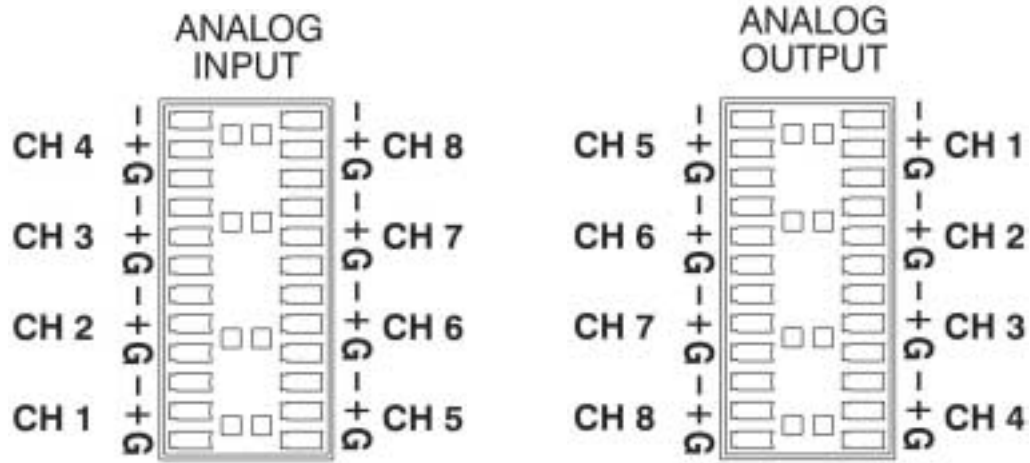 ANALOG
INPUT
CH 4 − + G − + G CH 8
CH 3 − + G − + G CH 7
CH 2 − + G − + G CH 6
CH 1 − + G − + G CH 5
ANALOG
OUTPUT
CH 5 − + G − + G CH 1
CH 6 − + G − + G CH 2
CH 7 − + G − + G CH 3
CH 8 − + G − + G CH 4